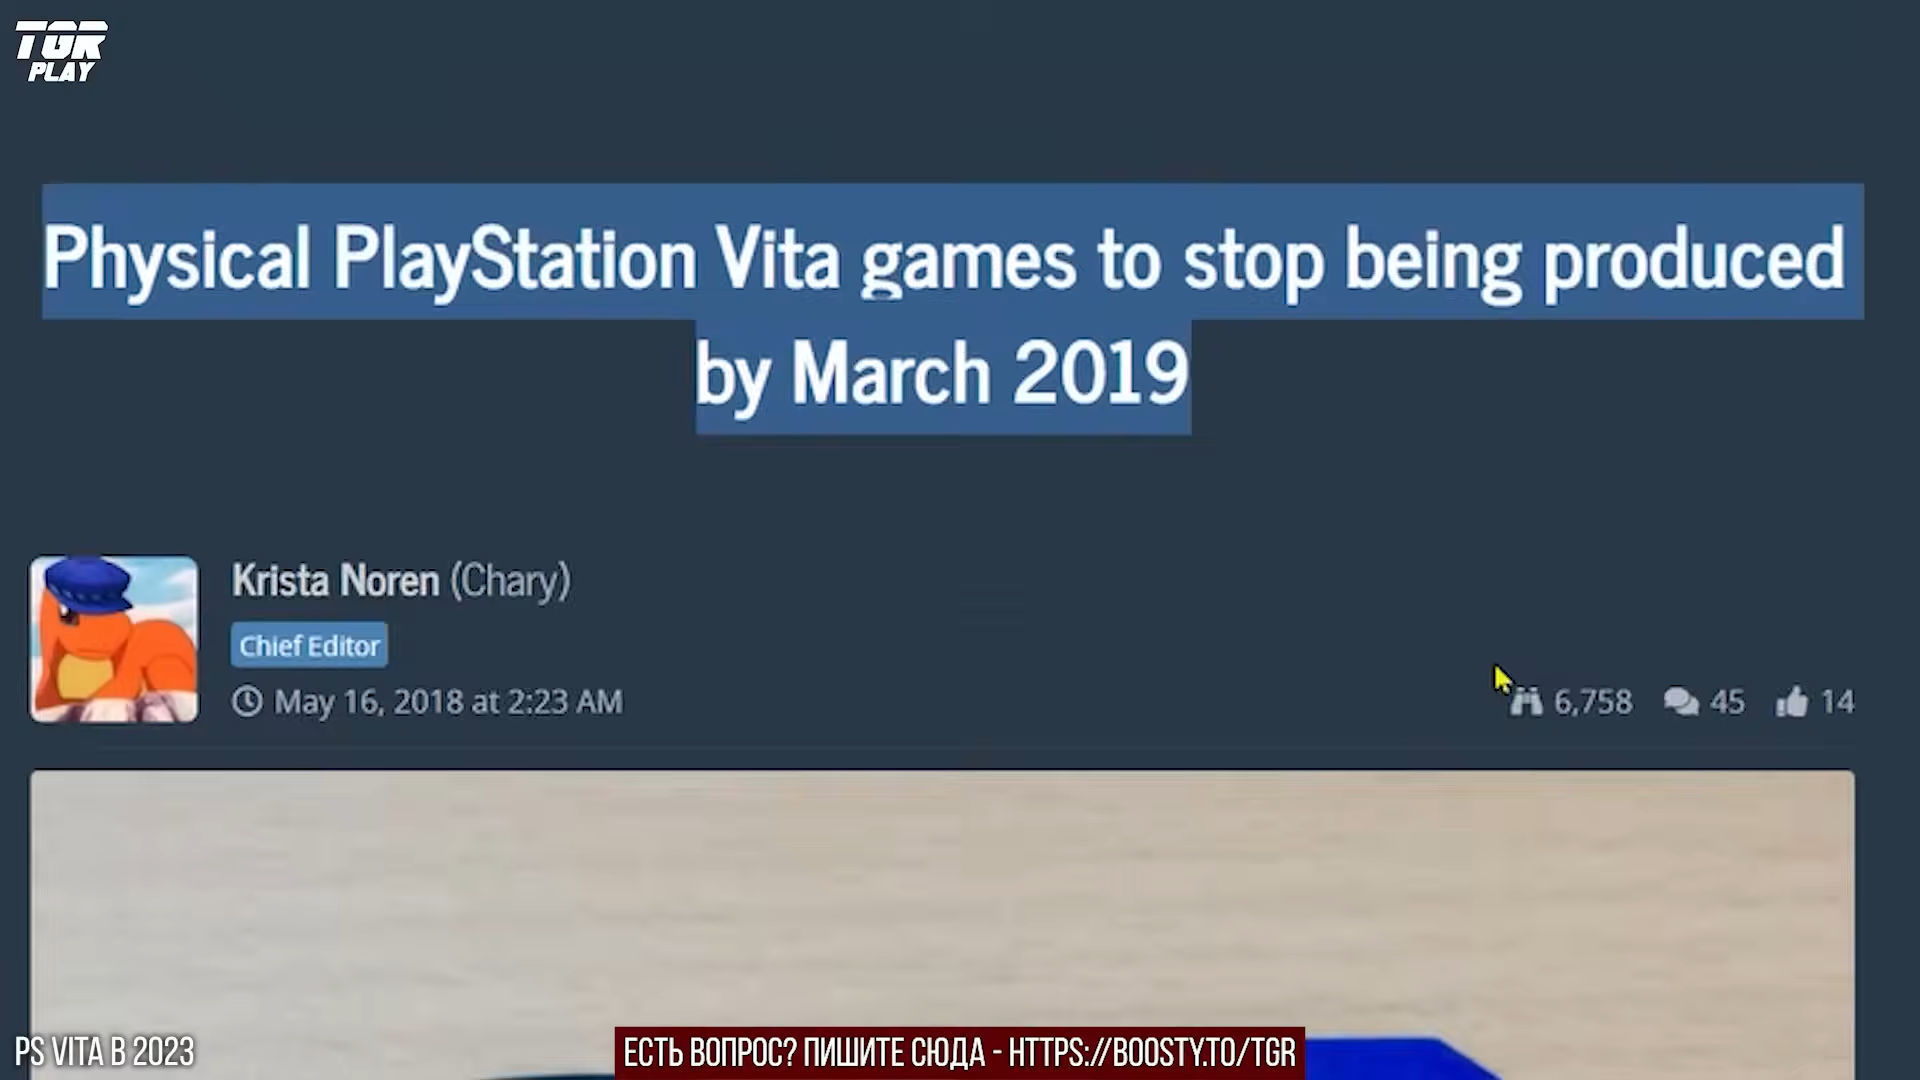 TGR
PLAY
Physical PlayStation Vita games to stop being produced
by March 2019
Krista Noren (Chary)
Chief Editor
May 16, 2018 at 2:23 AM
6,758 45 14
PS VITA В 2023
ЕСТЬ ВОПРОС? ПИШИТЕ СЮДА - HTTPS://BOOSTY.TO/TGR